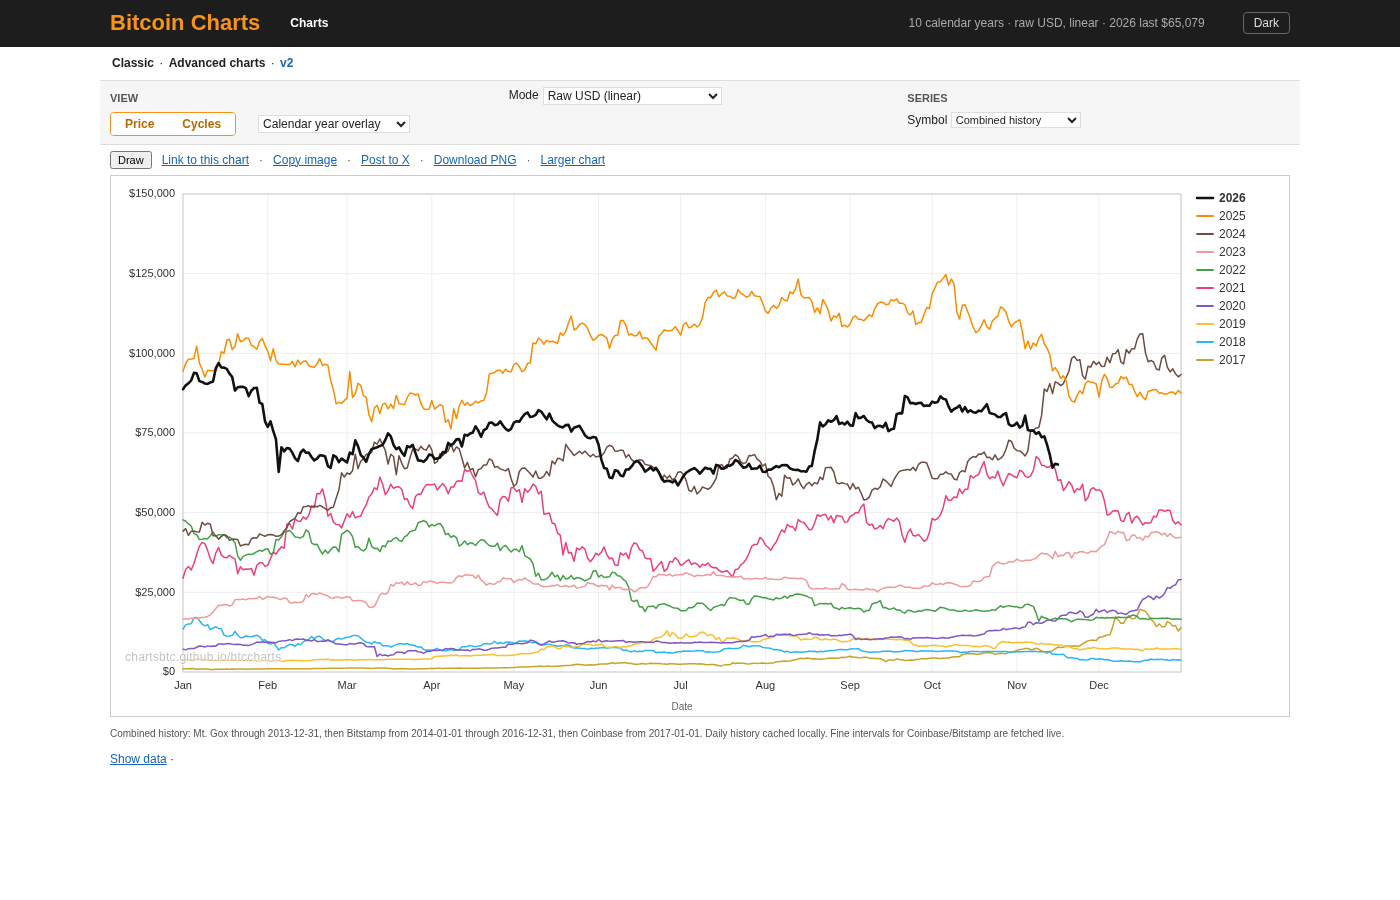 Bitcoin Charts Charts 10 calendar years · raw USD, linear · 2026 last $65,079 Dark
Classic · Advanced charts · v2
VIEW Mode Raw USD (linear) SERIES
Price Cycles Calendar year overlay Symbol Combined history
Draw Link to this chart · Copy image · Post to X · Download PNG · Larger chart
$150,000
$125,000
$100,000
$75,000
$50,000
$25,000
$0
2026
2025
2024
2023
2022
2021
2020
2019
2018
2017
chartsbtc.github.io/btccharts
Jan Feb Mar Apr May Jun Jul Aug Sep Oct Nov Dec
Date
Combined history: Mt. Gox through 2013-12-31, then Bitstamp from 2014-01-01 through 2016-12-31, then Coinbase from 2017-01-01. Daily history cached locally. Fine intervals for Coinbase/Bitstamp are fetched live.
Show data ·